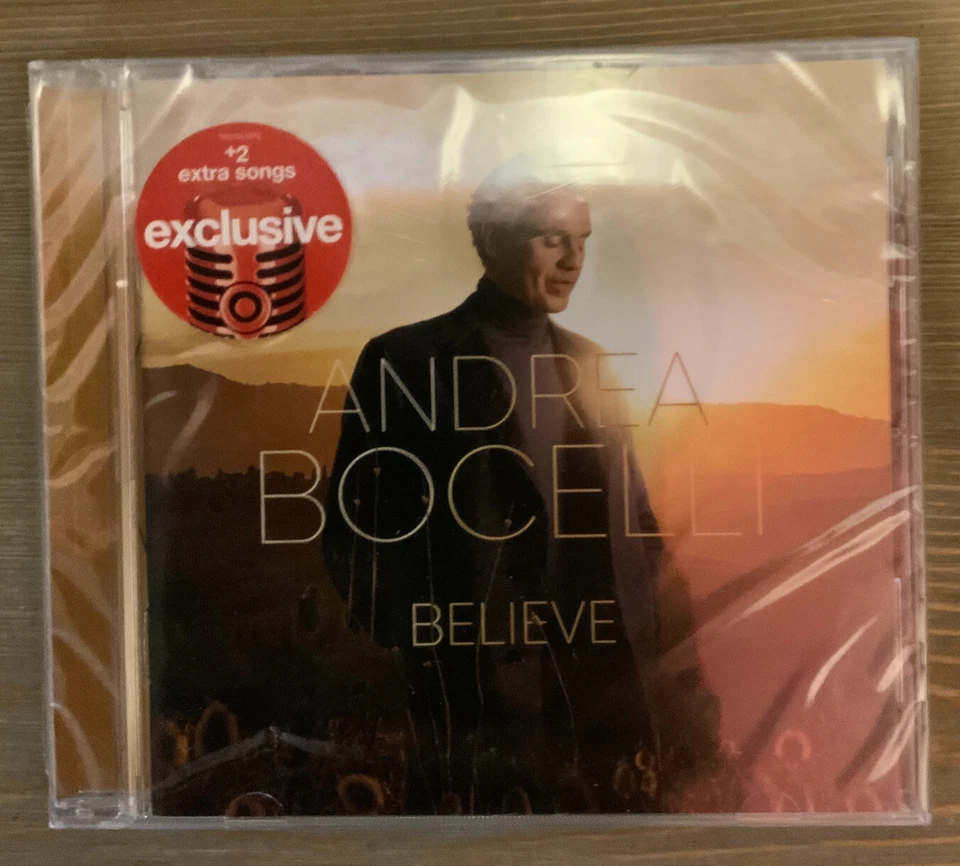 +2
extra songs
exclusive
ANDREA
BOCELLI
BELIEVE